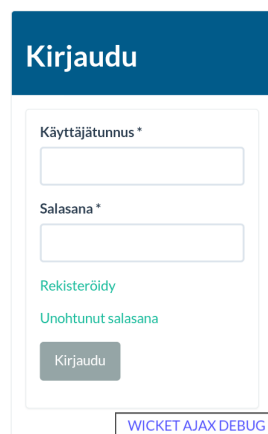 Kirjaudu
Käyttäjätunnus *
Salasana *
Rekisteröidy
Unohtunut salasana
Kirjaudu
WICKET AJAX DEBUG